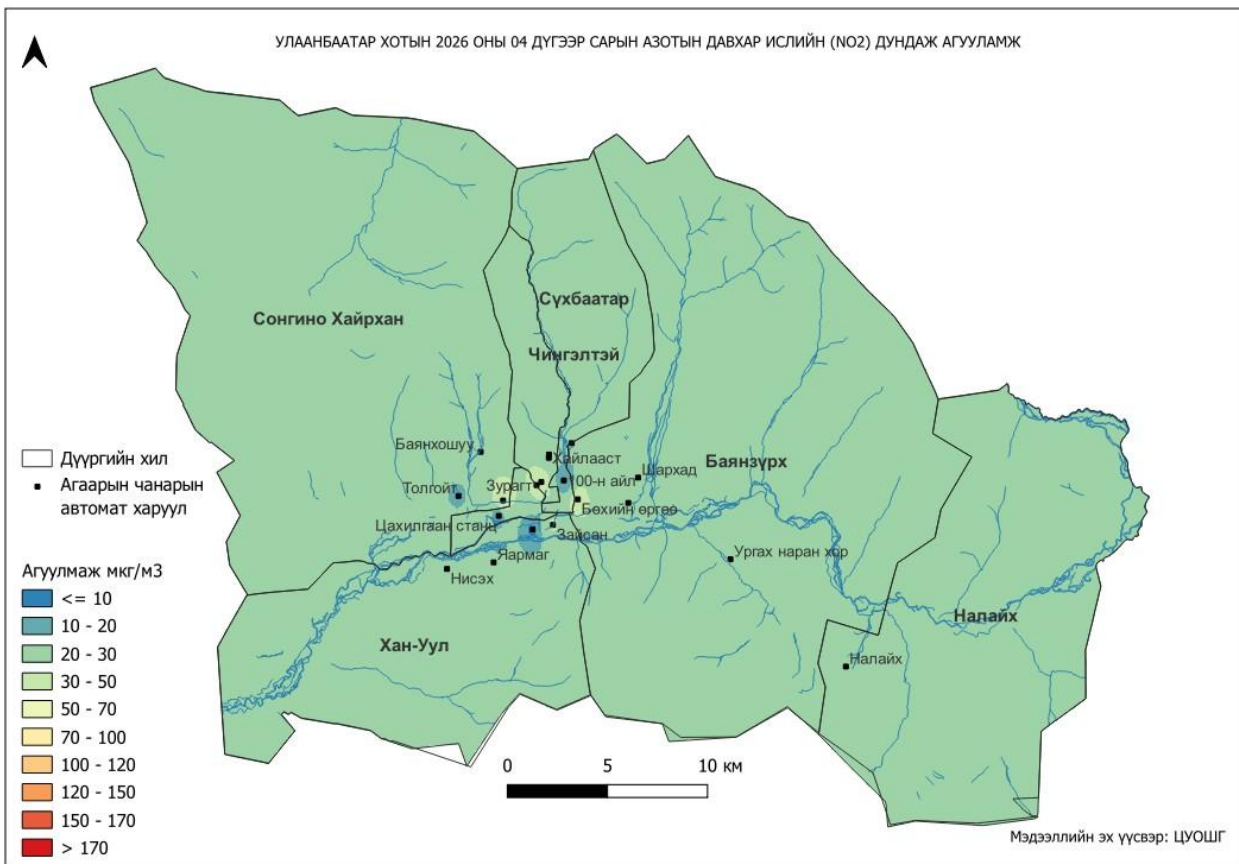 УЛААНБААТАР ХОТЫН 2026 ОНЫ 04 ДҮГЭЭР САРЫН АЗОТЫН ДАВХАР ИСЛИЙН (NO2) ДУНДАЖ АГУУЛАМЖ
Сонгино Хайрхан
Сүхбаатар
Чингэлтэй
Баянхошуу
Хайлааст
Шархад
Баянзүрх
Толгойт
Зурагт
100-н айл
Бөхийн өргөө
Цахилгаан станц
Зайсан
Яармаг
Нисэх
Ургах наран хор
Хан-Уул
Налайх
Налайх
Дүүргийн хил
Агаарын чанарын
автомат харуул
Агуулмаж мкг/м3
<= 10
10 - 20
20 - 30
30 - 50
50 - 70
70 - 100
100 - 120
120 - 150
150 - 170
> 170
0 5 10 км
Мэдээллийн эх үүсвэр: ЦУОШГ